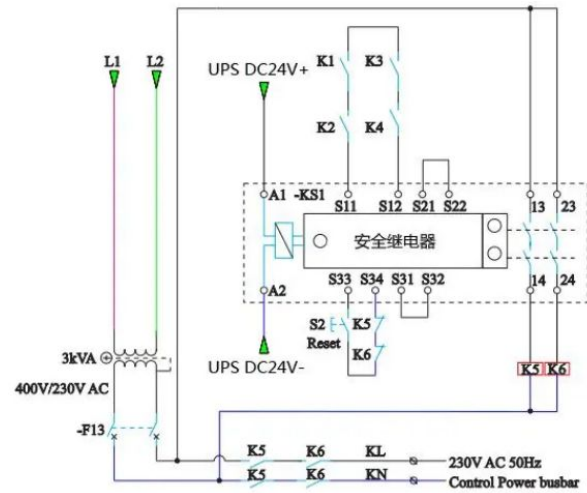 L1 L2
UPS DC24V+
K1 K3
K2 K4
A1 -KS1
S11 S12 S21 S22
13 23
安全继电器
A2
S33 S34 S31 S32
14 24
S2 K5
Reset
K6
UPS DC24V-
3kVA
400V/230V AC
K5 K6
-F13
K5 K6 KL
230V AC 50Hz
K5 K6 KN
Control Power busbar